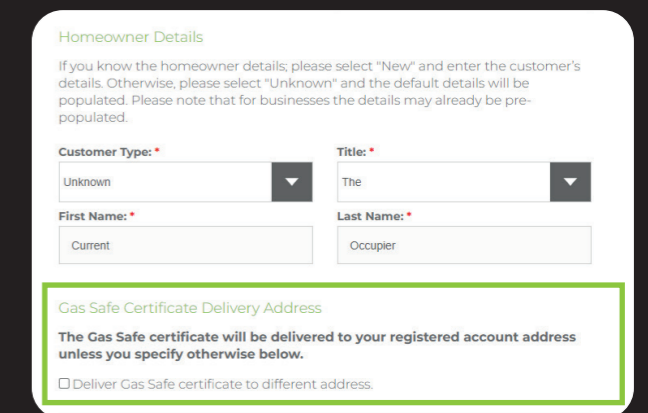 Homeowner Details
If you know the homeowner details; please select "New" and enter the customer's
details. Otherwise, please select "Unknown" and the default details will be
populated. Please note that for businesses the details may already be pre-
populated.
Customer Type: * Title: *
Unknown The
First Name: * Last Name: *
Current Occupier
Gas Safe Certificate Delivery Address
The Gas Safe certificate will be delivered to your registered account address
unless you specify otherwise below.
Deliver Gas Safe certificate to different address.